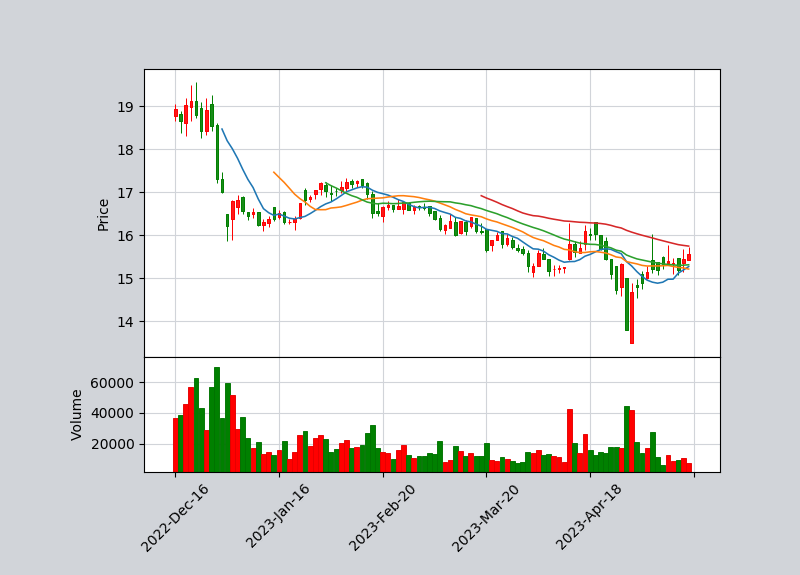 19
18
17
16
15
14
Price
60000
40000
20000
Volume
2022-Dec-16
2023-Jan-16
2023-Feb-20
2023-Mar-20
2023-Apr-18